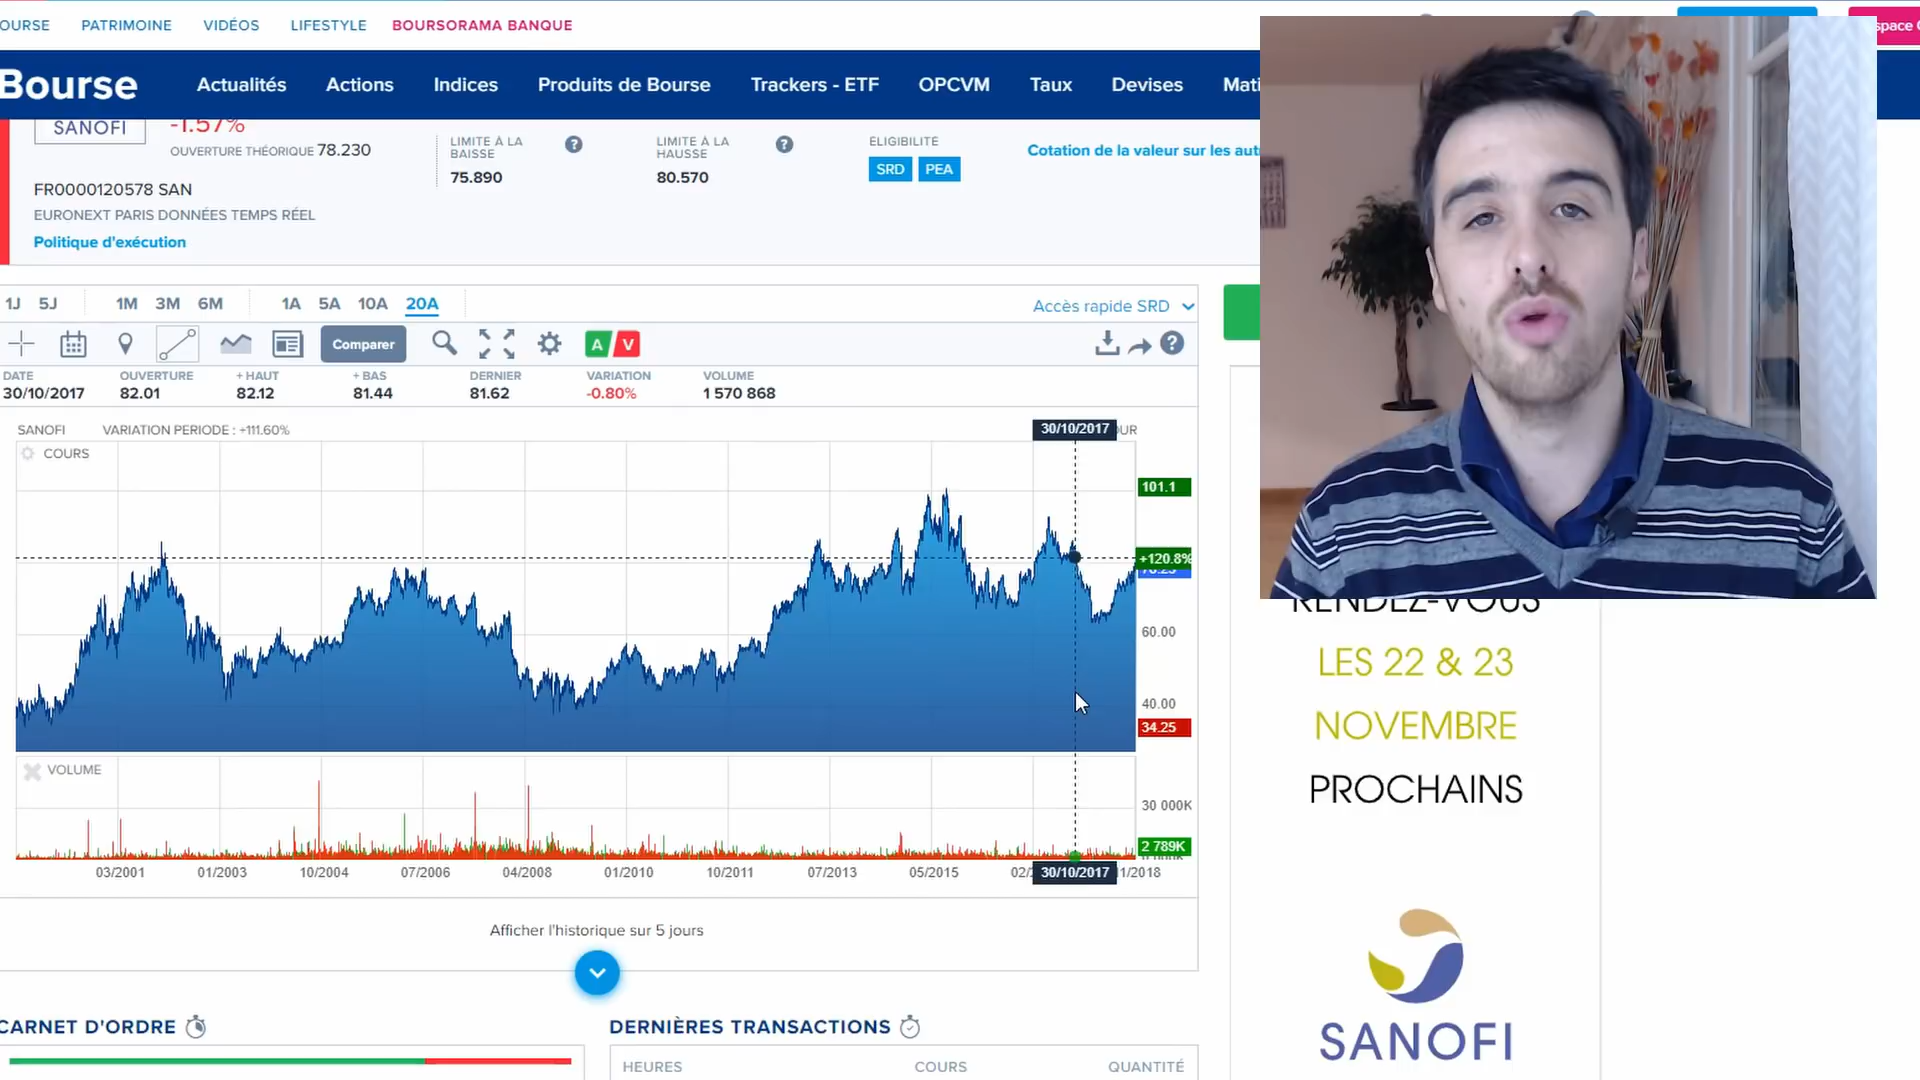 OURSE PATRIMOINE VIDÉOS LIFESTYLE BOURSORAMA BANQUE
space
Bourse Actualités Actions Indices Produits de Bourse Trackers - ETF OPCVM Taux Devises
SANOFI -1.57%
OUVERTURE THÉORIQUE 78.230
FR0000120578 SAN
EURONEXT PARIS DONNÉES TEMPS RÉEL
Politique d'exécution
LIMITE À LA BAISSE ?
75.890
LIMITE À LA HAUSSE ?
80.570
ELIGIBILITÉ
SRD PEA
Cotation de la valeur sur les
1J 5J 1M 3M 6M 1A 5A 10A 20A
Accès rapide SRD
Comparer A V ?
DATE OUVERTURE + HAUT + BAS DERNIER VARIATION VOLUME
30/10/2017 82.01 82.12 81.44 81.62 -0.80% 1 570 868
SANOFI VARIATION PERIODE : +111.60% 30/10/2017
COURS
101.1
+120.8%
60.00
40.00
34.25
VOLUME
30 000K
2 789K
03/2001 01/2003 10/2004 07/2006 04/2008 01/2010 10/2011 07/2013 05/2015 30/10/2017
Afficher l'historique sur 5 jours
CARNET D'ORDRE
DERNIÈRES TRANSACTIONS
HEURES COURS QUANTITÉ
RENDEZ-VOUS
LES 22 & 23
NOVEMBRE
PROCHAINS
SANOFI